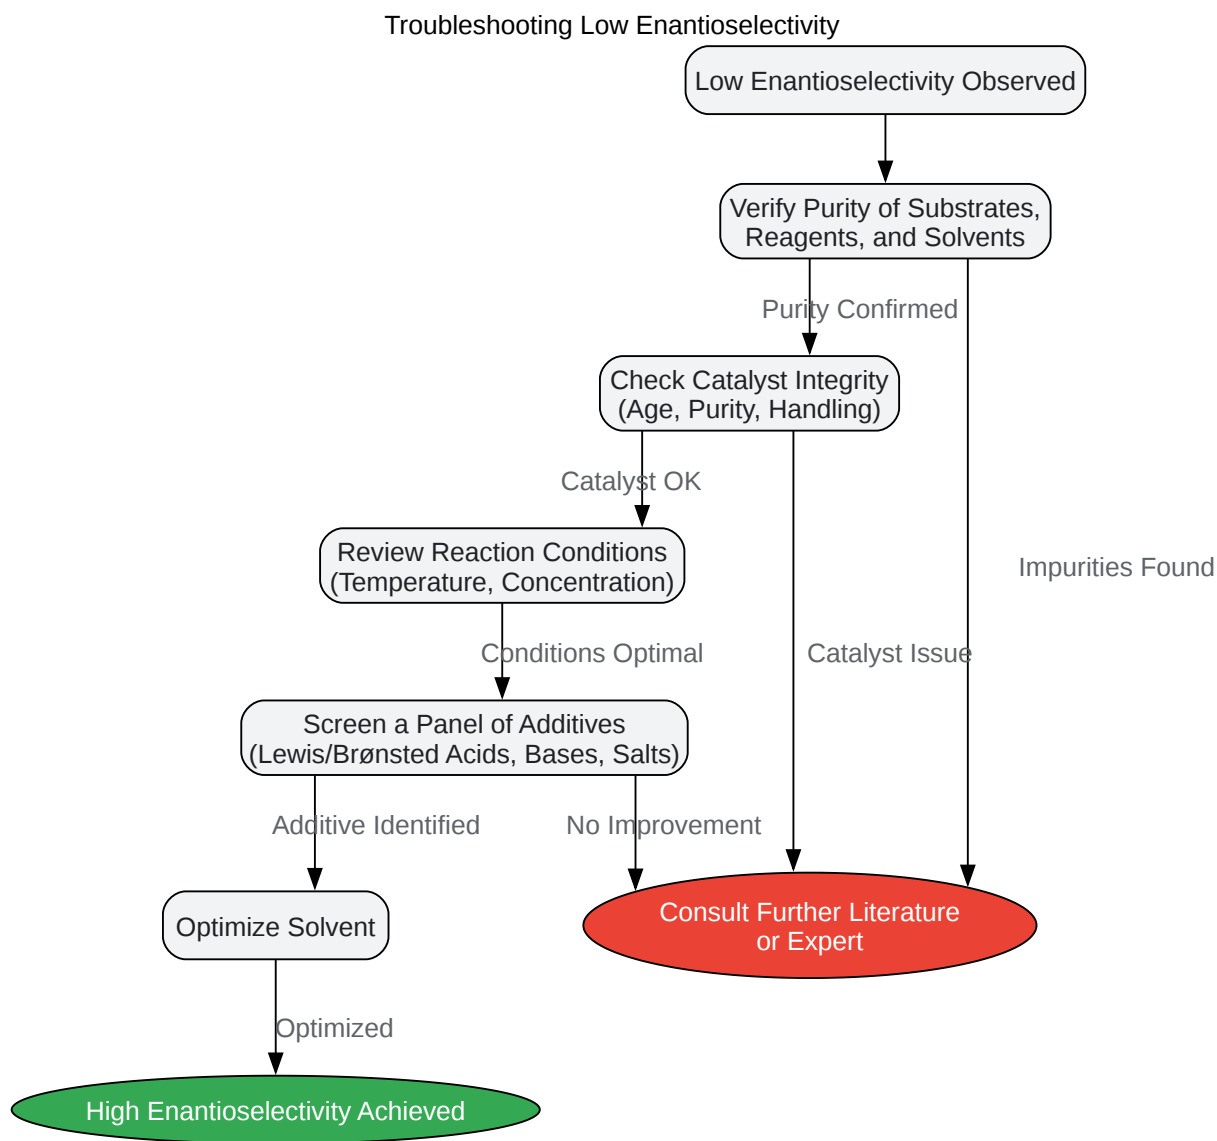 Troubleshooting Low Enantioselectivity
Low Enantioselectivity Observed
Verify Purity of Substrates,
Reagents, and Solvents
Purity Confirmed
Check Catalyst Integrity
(Age, Purity, Handling)
Catalyst OK
Review Reaction Conditions
(Temperature, Concentration)
Impurities Found
Conditions Optimal
Catalyst Issue
Screen a Panel of Additives
(Lewis/Brønsted Acids, Bases, Salts)
Additive Identified
No Improvement
Optimize Solvent
Consult Further Literature
or Expert
Optimized
High Enantioselectivity Achieved